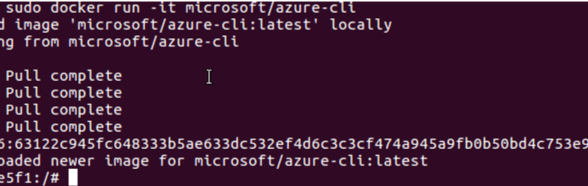 sudo docker run -it microsoft/azure-cli
d image 'microsoft/azure-cli:latest' locally
ng from microsoft/azure-cli
Pull complete
Pull complete
Pull complete
Pull complete
6:63122c945fc648333b5ae633dc532ef4d6c3c3cf474a945a9fb0b50bd4c753e9
oaded newer image for microsoft/azure-cli:latest
e5f1:/#